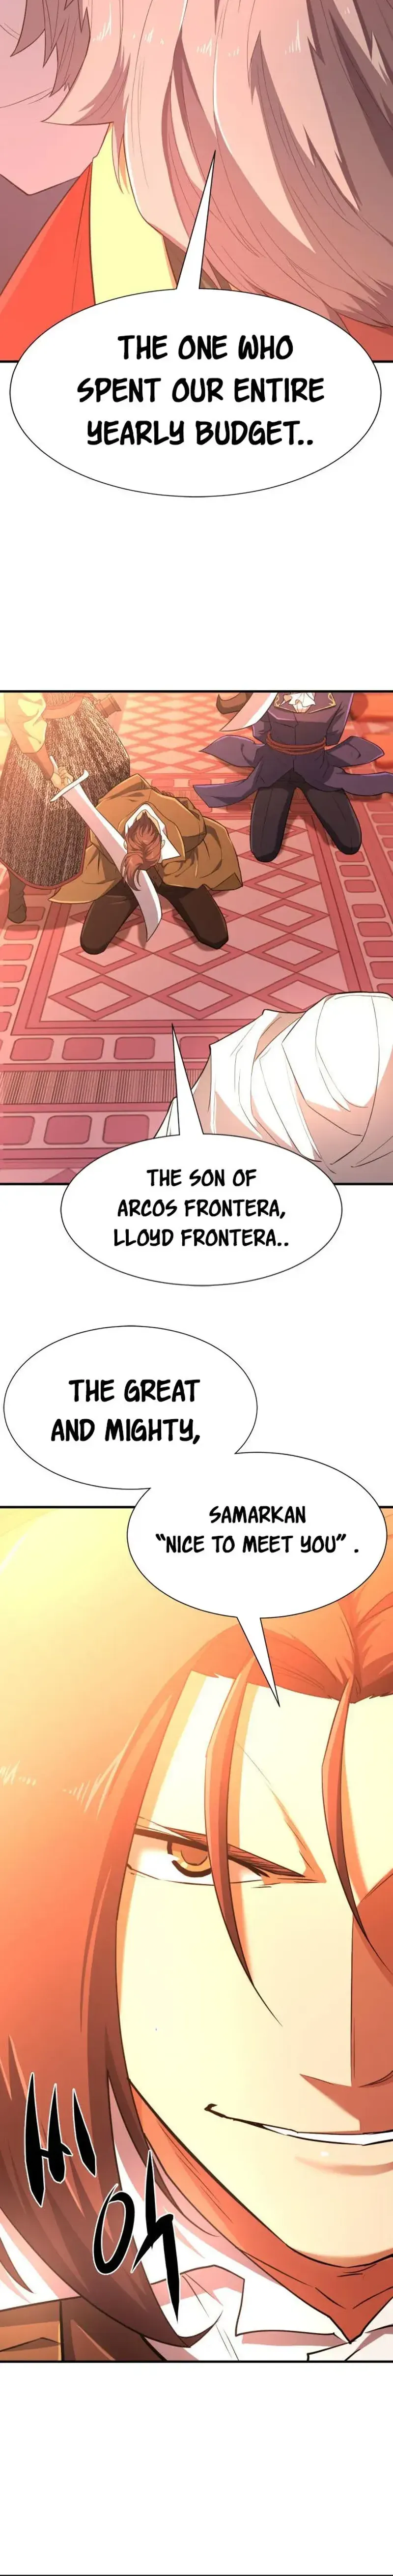 THE ONE WHO
SPENT OUR ENTIRE
YEARLY BUDGET..
THE SON OF
ARCOS FRONTERA,
LLOYD FRONTERA..
THE GREAT
AND MIGHTY,
SAMARKAN
“NICE TO MEET YOU” .
씨
익